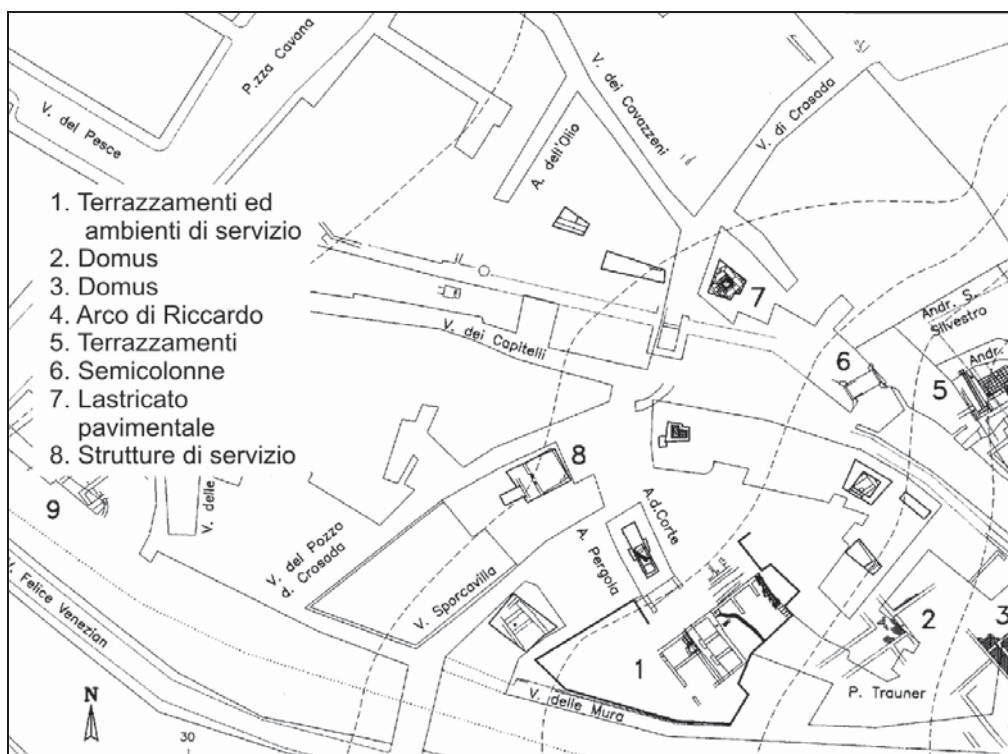 P.zza Cavana
V. del Pesce
V. dei Cavazzeni
V. di Crosada
A. dell'Olio
1. Terrazzamenti ed
ambienti di servizio
2. Domus
3. Domus
4. Arco di Riccardo
5. Terrazzamenti
6. Semicolonne
7. Lastricato
pavimentale
8. Strutture di servizio
7
Andr. S.
Silvestro
Andr.
V. dei Capitelli
6
5
8
9
V. delle
A.d.Corte
A. Pergola
V. del Pozzo
d. Crosada
V. Sporcavilla
V. Felice Venezian
2
3
1
P. Trauner
V. delle Mura
N
30